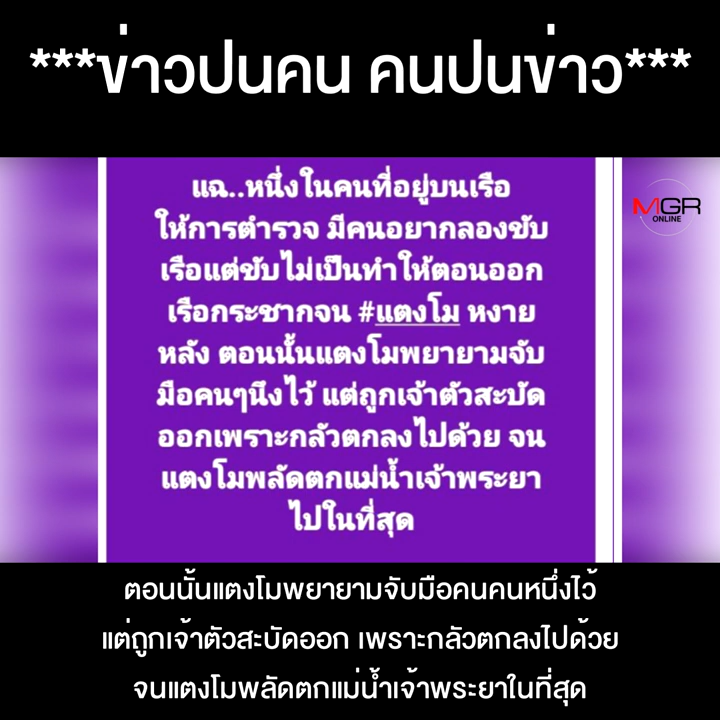 ***ข่าวปนคน คนปนข่าว***
แฉ..หนึ่งในคนที่อยู่บนเรือ
ให้การตำรวจ มีคนอยากลองขับ
เรือแต่ขับไม่เป็นทำให้ตอนออก
เรือกระชากจน #แตงโม หงาย
หลัง ตอนนั้นแตงโมพยายามจับ
มือคนๆนึงไว้ แต่ถูกเจ้าตัวสะบัด
ออกเพราะกลัวตกลงไปด้วย จน
แตงโมพลัดตกแม่น้ำเจ้าพระยา
ไปในที่สุด
MGR
ONLINE
ตอนนั้นแตงโมพยายามจับมือคนคนหนึ่งไว้
แต่ถูกเจ้าตัวสะบัดออก เพราะกลัวตกลงไปด้วย
จนแตงโมพลัดตกแม่น้ำเจ้าพระยาในที่สุด